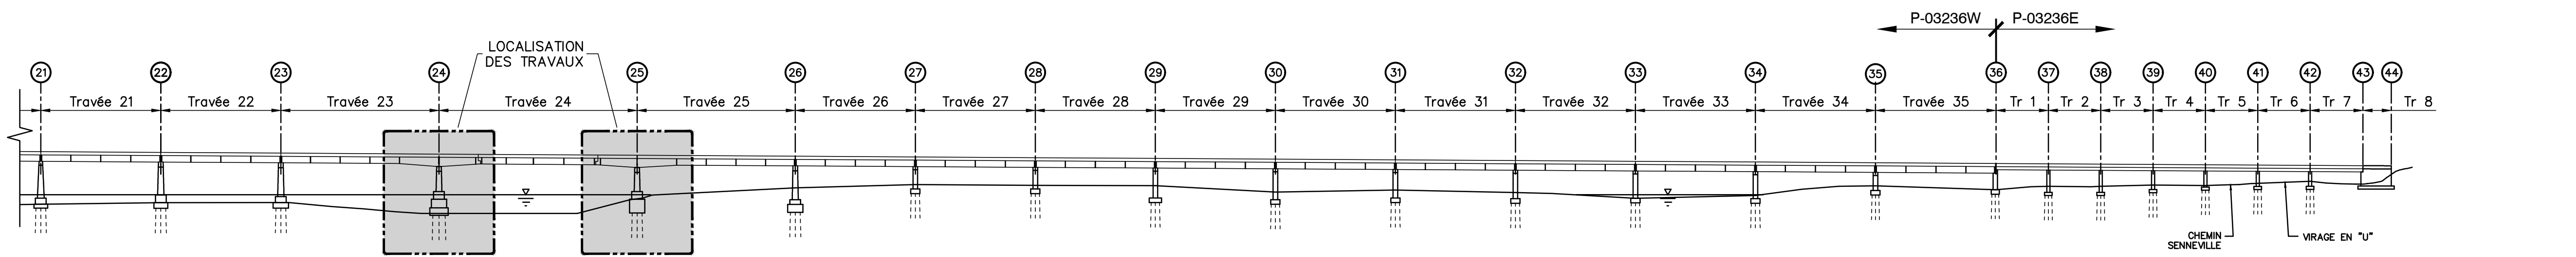 P-03236W P-03236E
LOCALISATION
DES TRAVAUX
21 22 23 24 25 26 27 28 29 30 31 32 33 34 35 36 37 38 39 40 41 42 43 44
Travée 21 Travée 22 Travée 23 Travée 24 Travée 25 Travée 26 Travée 27 Travée 28 Travée 29 Travée 30 Travée 31 Travée 32 Travée 33 Travée 34 Travée 35 Tr 1 Tr 2 Tr 3 Tr 4 Tr 5 Tr 6 Tr 7 Tr 8
CHEMIN
SENNEVILLE
VIRAGE EN "U"